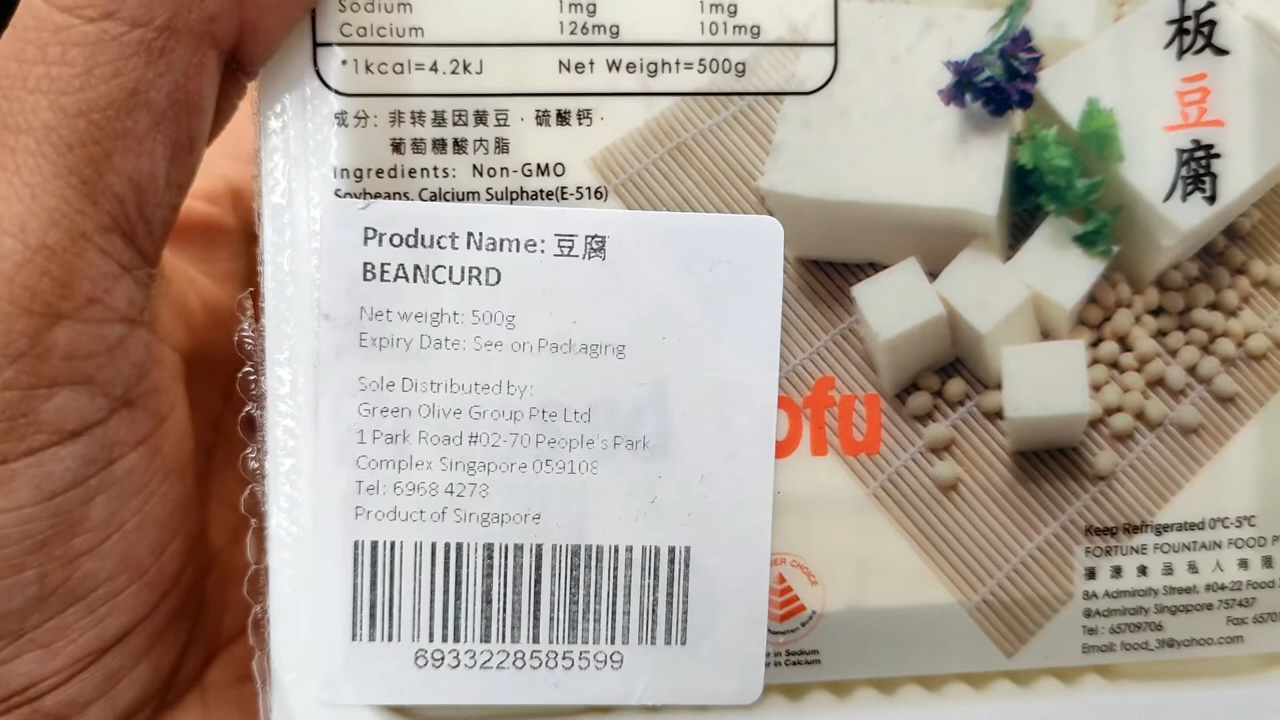 Sodium 1mg 1mg
Calcium 126mg 101mg
*1kcal=4.2kJ Net Weight=500g
成分: 非转基因黄豆 · 硫酸钙 ·
葡萄糖酸内脂
Ingredients: Non-GMO
Soybeans, Calcium Sulphate(E-516)
Product Name: 豆腐
BEANCURD
Net weight: 500g
Expiry Date: See on Packaging
Sole Distributed by:
Green Olive Group Pte Ltd
1 Park Road #02-70 People's Park
Complex Singapore 059108
Tel: 6968 4278
Product of Singapore
6933228585599
板豆腐
ofu
ER CHOICE
r in Sodium
r in Calcium
Keep Refrigerated 0°C-5°C
FORTUNE FOUNTAIN FOOD P
福源食品私人有限
8A Admiralty Street, #04-22 Food
@Admiralty Singapore 757437
Tel : 65709706 Fax: 6570
Email: food_3f@yahoo.com